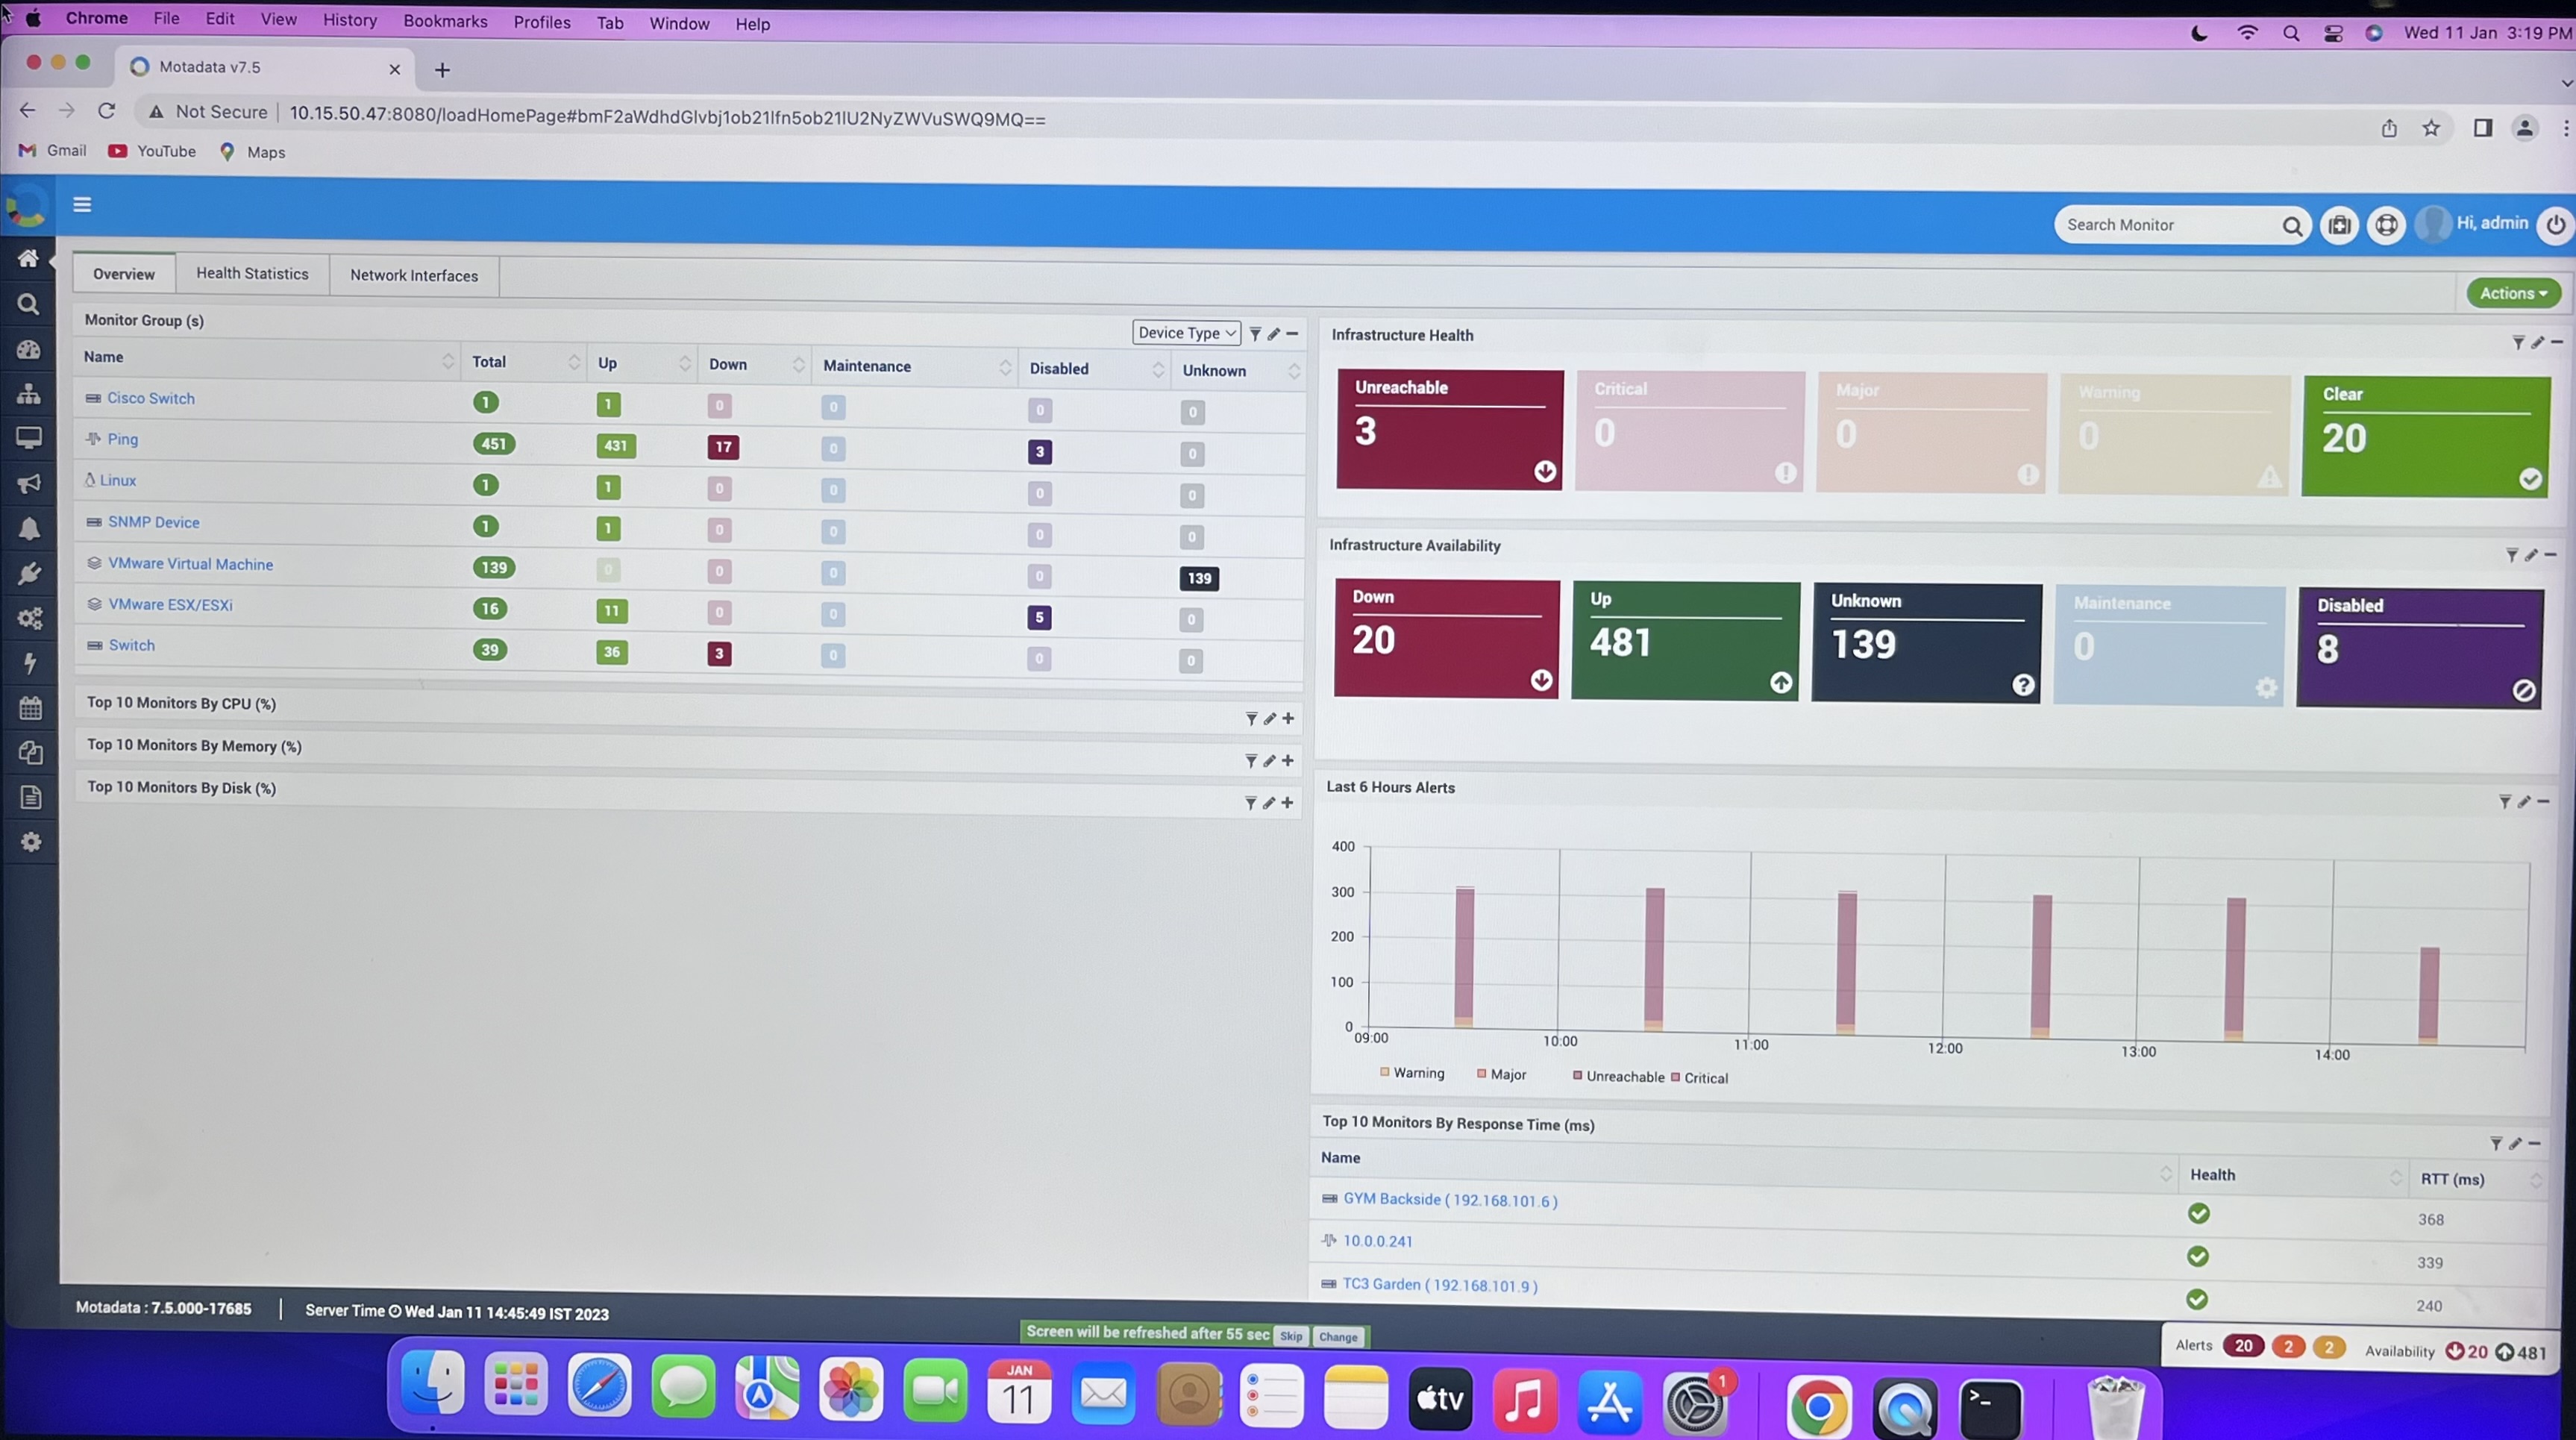 Chrome File Edit View History Bookmarks Profiles Tab Window Help Wed 11 Jan 3:19 PM
Motadata v7.5
Not Secure 10.15.50.47:8080/loadHomePage#bmF2aWdhdGlvbj1ob21lfn5ob21lU2NyZWVuSWQ9MQ==
Gmail YouTube Maps
Search Monitor Hi, admin
Overview Health Statistics Network Interfaces
Actions
Monitor Group (s) Device Type
Name Total Up Down Maintenance Disabled Unknown
Cisco Switch 1 1 0 0 0 0
Ping 451 431 17 0 3 0
Linux 1 1 0 0 0 0
SNMP Device 1 1 0 0 0 0
VMware Virtual Machine 139 0 0 0 0 139
VMware ESX/ESXi 16 11 0 0 5 0
Switch 39 36 3 0 0 0
Top 10 Monitors By CPU (%)
Top 10 Monitors By Memory (%)
Top 10 Monitors By Disk (%)
Infrastructure Health
Unreachable Critical Major Warning Clear
3 0 0 0 20
Infrastructure Availability
Down Up Unknown Maintenance Disabled
20 481 139 0 8
Last 6 Hours Alerts
400
300
200
100
0
09:00 10:00 11:00 12:00 13:00 14:00
Warning Major Unreachable Critical
Top 10 Monitors By Response Time (ms)
Name Health RTT (ms)
GYM Backside ( 192.168.101.6 ) 368
10.0.0.241 339
TC3 Garden ( 192.168.101.9 ) 240
Motadata : 7.5.000-17685 Server Time Wed Jan 11 14:45:49 IST 2023
Screen will be refreshed after 55 sec Skip Change
Alerts 20 2 2 Availability 20 481
JAN
11
tv
1
>_